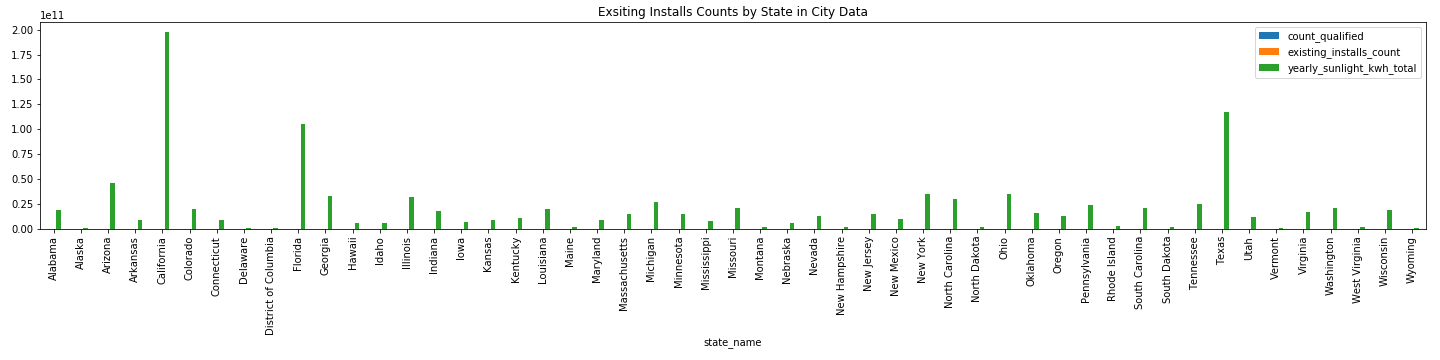 Exsiting Installs Counts by State in City Data
1e11
2.00
1.75
1.50
1.25
1.00
0.75
0.50
0.25
0.00
count_qualified
existing_installs_count
yearly_sunlight_kwh_total
Alabama
Alaska
Arizona
Arkansas
California
Colorado
Connecticut
Delaware
District of Columbia
Florida
Georgia
Hawaii
Idaho
Illinois
Indiana
Iowa
Kansas
Kentucky
Louisiana
Maine
Maryland
Massachusetts
Michigan
Minnesota
Mississippi
Missouri
Montana
Nebraska
Nevada
New Hampshire
New Jersey
New Mexico
New York
North Carolina
North Dakota
Ohio
Oklahoma
Oregon
Pennsylvania
Rhode Island
South Carolina
South Dakota
Tennessee
Texas
Utah
Vermont
Virginia
Washington
West Virginia
Wisconsin
Wyoming
state_name